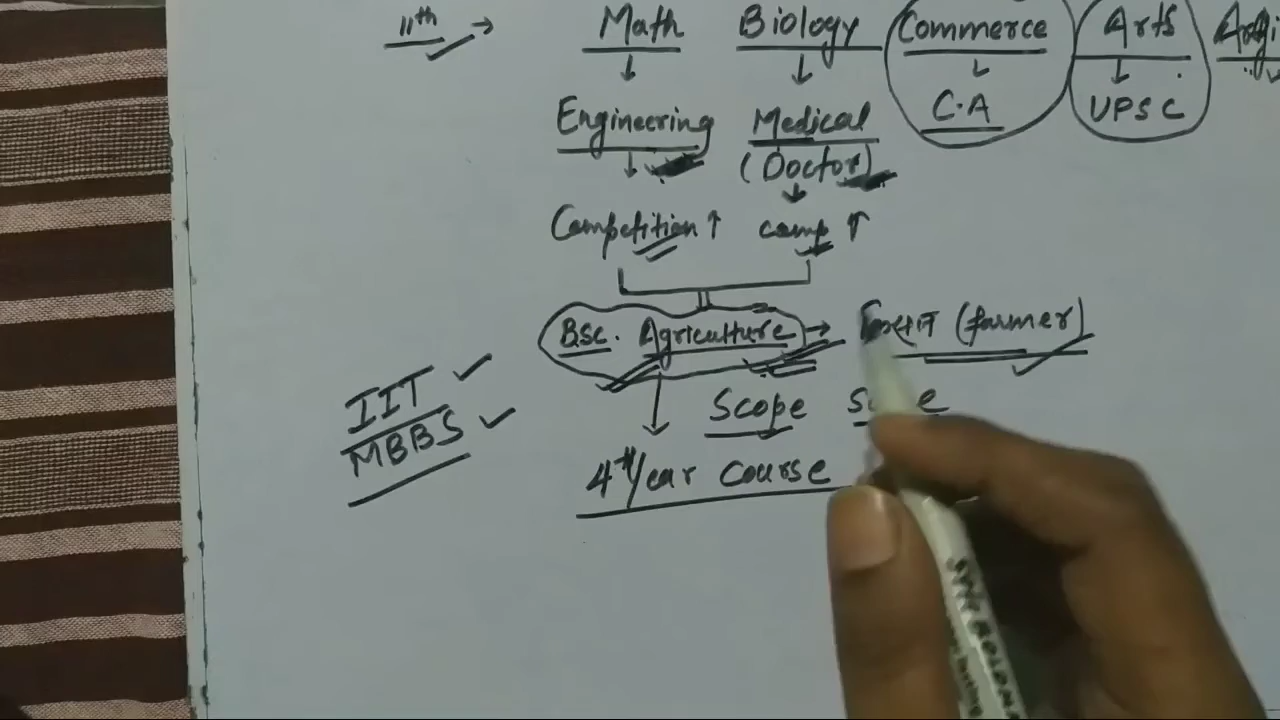 11th → Math Biology Commerce Arts
Engineering Medical C.A UPSC
(Doctor)
Competition ↑ comp ↑
Bsc. Agriculture → (farmer)
IIT
MBBS
Scope
4th/year course